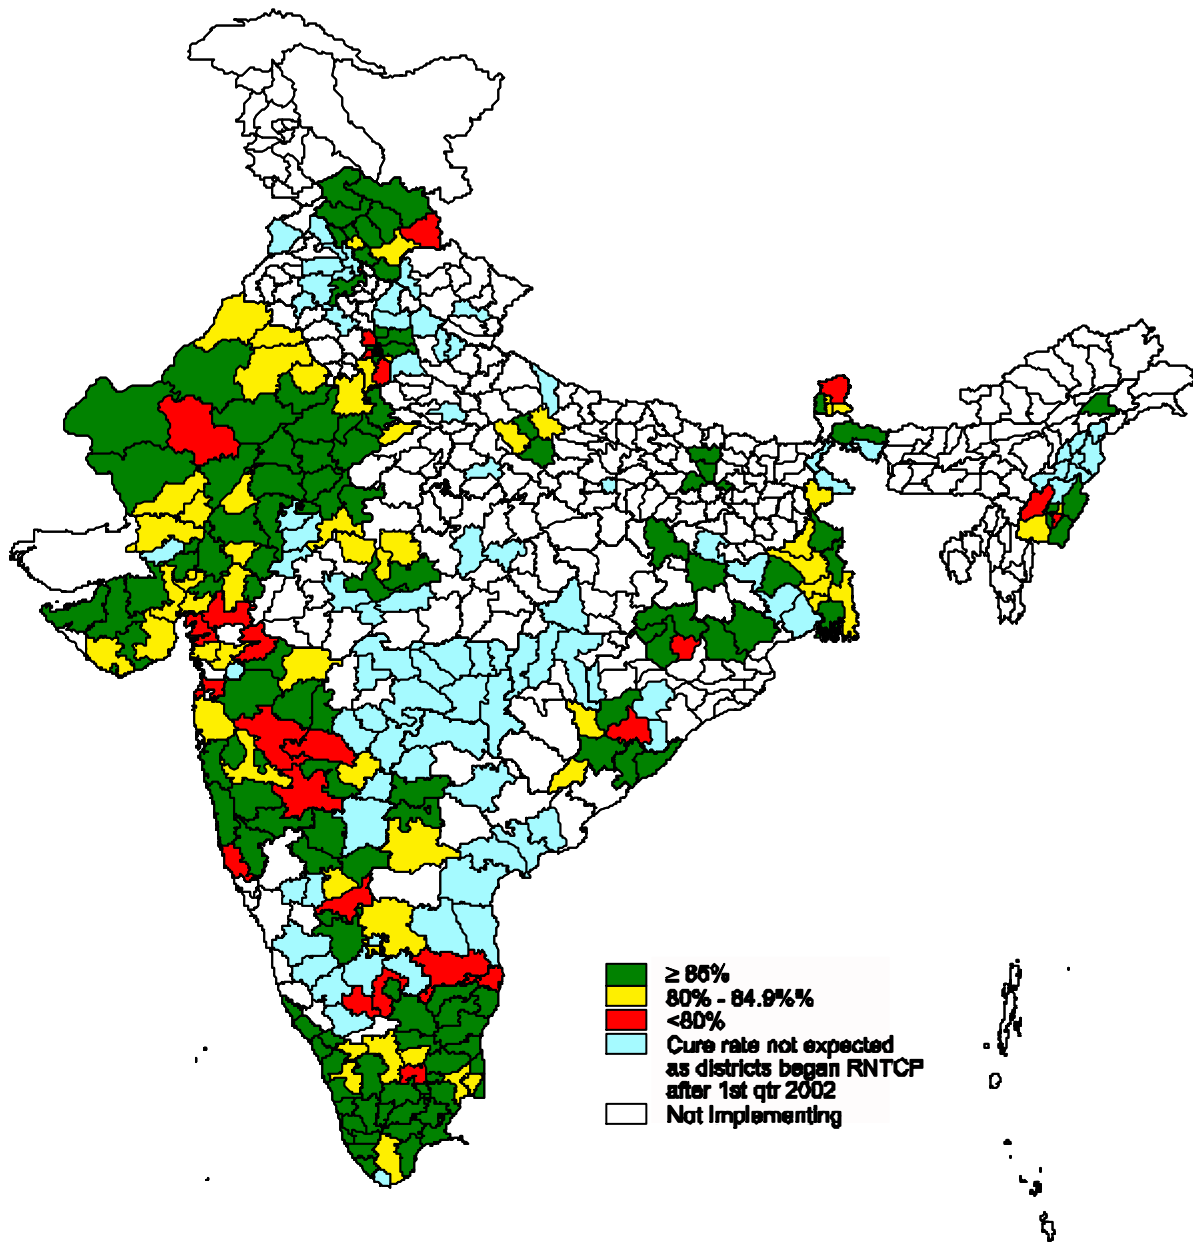 ≥ 85%
80% - 84.9%%
<80%
Cure rate not expected
as districts began RNTCP
after 1st qtr 2002
Not Implementing